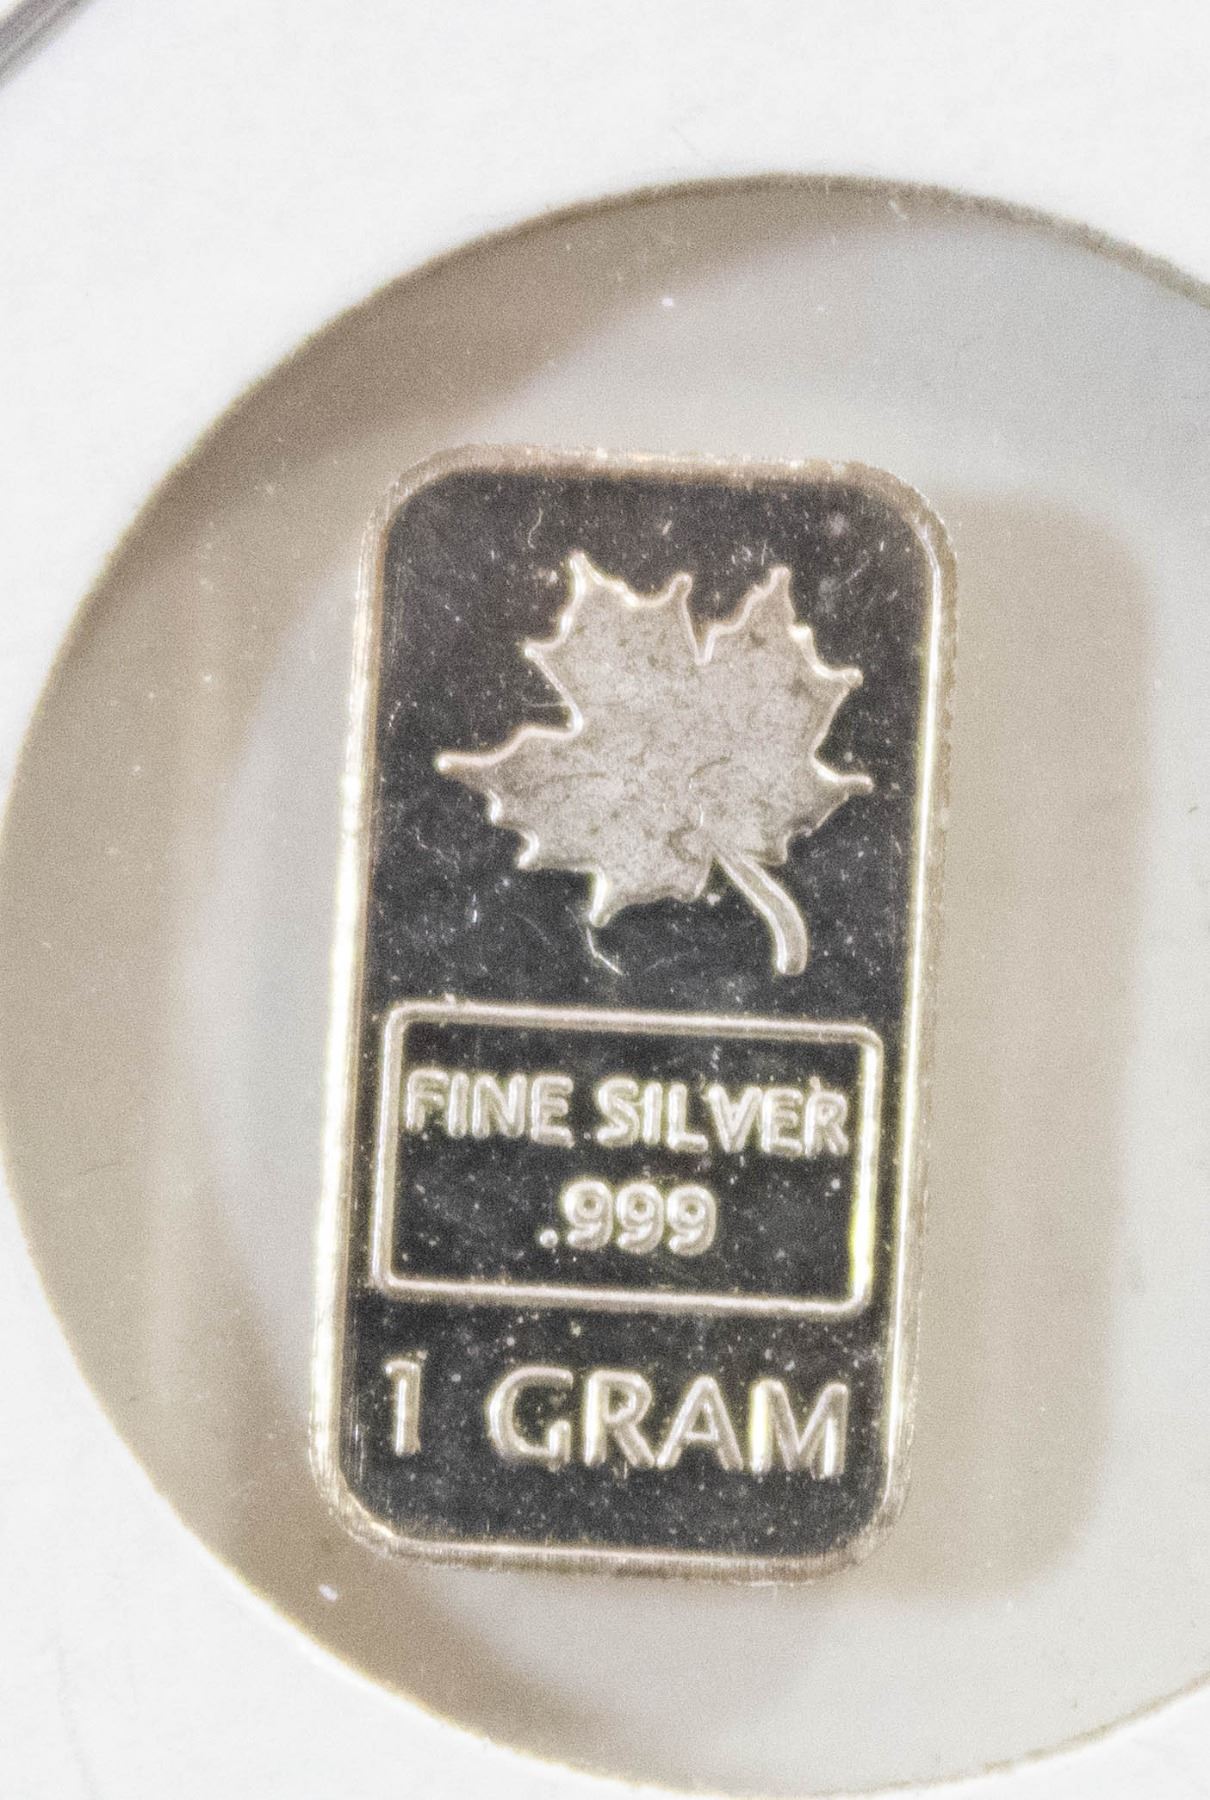 FINE SILVER
.999
1 GRAM